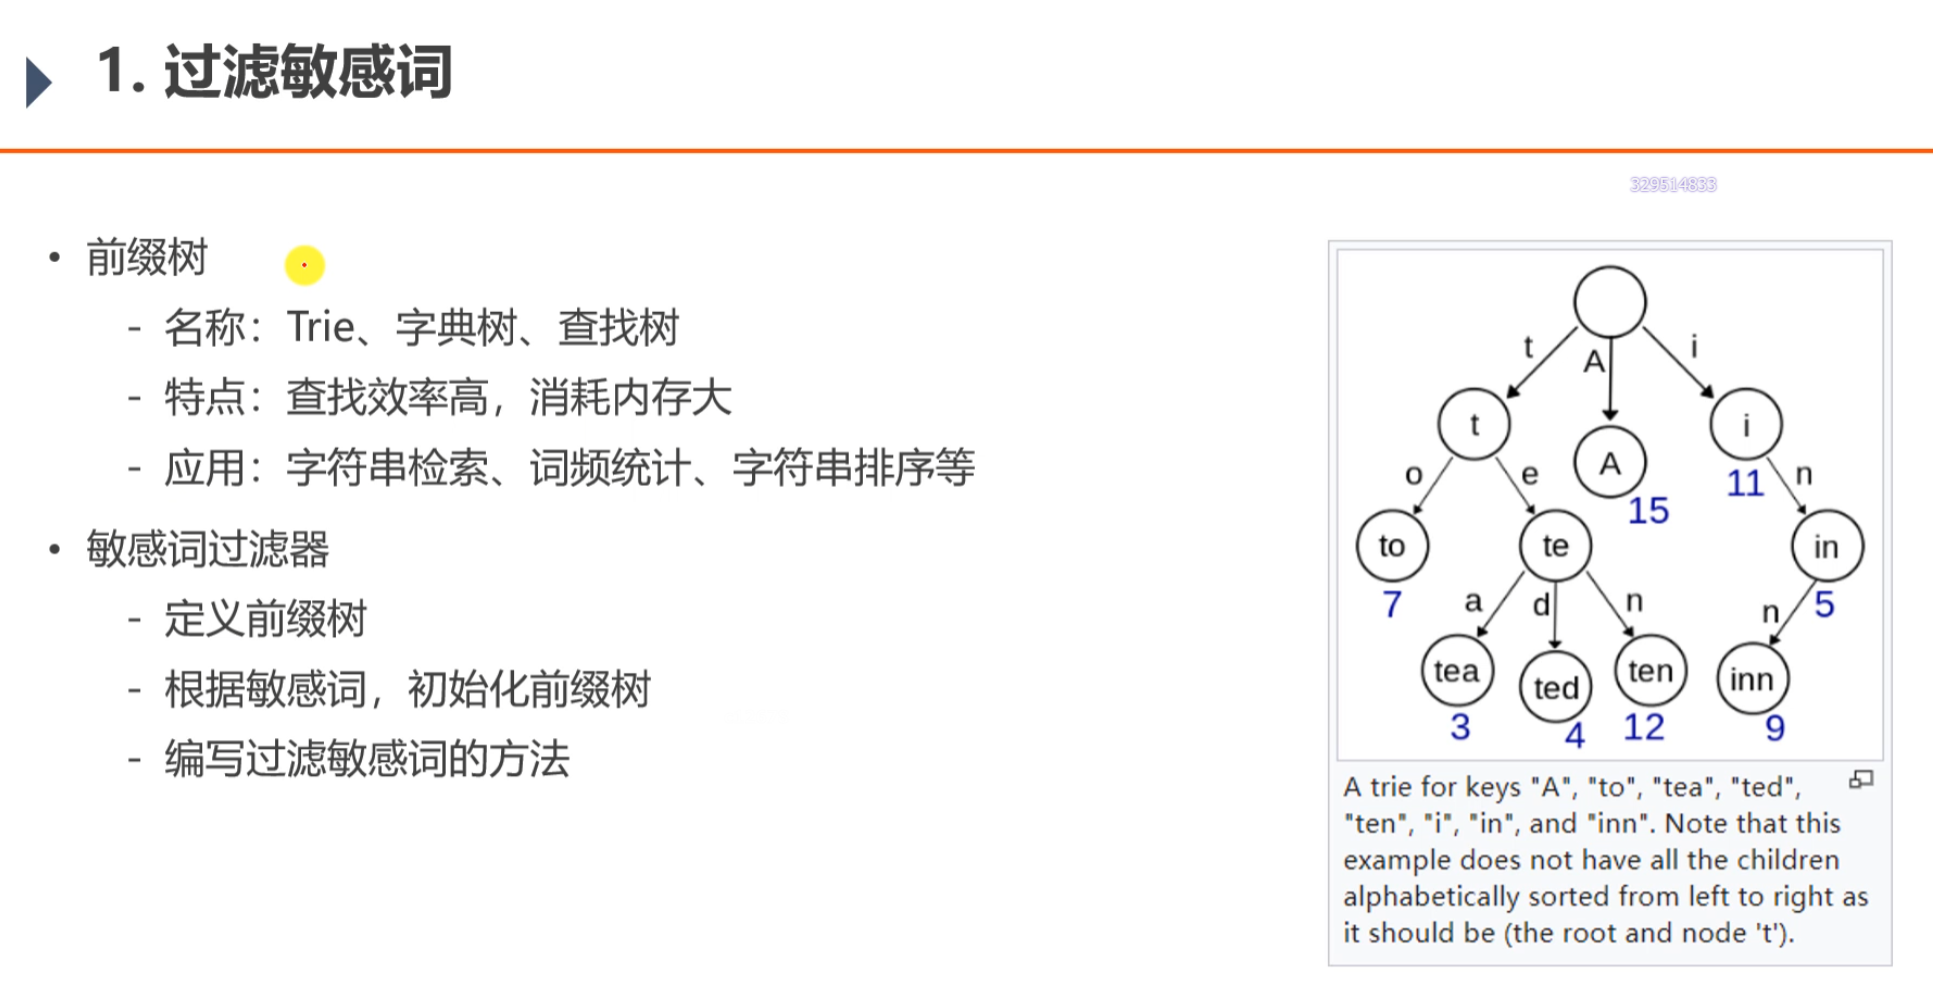 1. 过滤敏感词
329514833
• 前缀树
- 名称：Trie、字典树、查找树
- 特点：查找效率高，消耗内存大
- 应用：字符串检索、词频统计、字符串排序等
• 敏感词过滤器
- 定义前缀树
- 根据敏感词，初始化前缀树
- 编写过滤敏感词的方法
t A i
t A i
15 11
o e n
to te in
7 5
a d n n
tea ted ten inn
3 4 12 9
A trie for keys "A", "to", "tea", "ted",
"ten", "i", "in", and "inn". Note that this
example does not have all the children
alphabetically sorted from left to right as
it should be (the root and node 't').